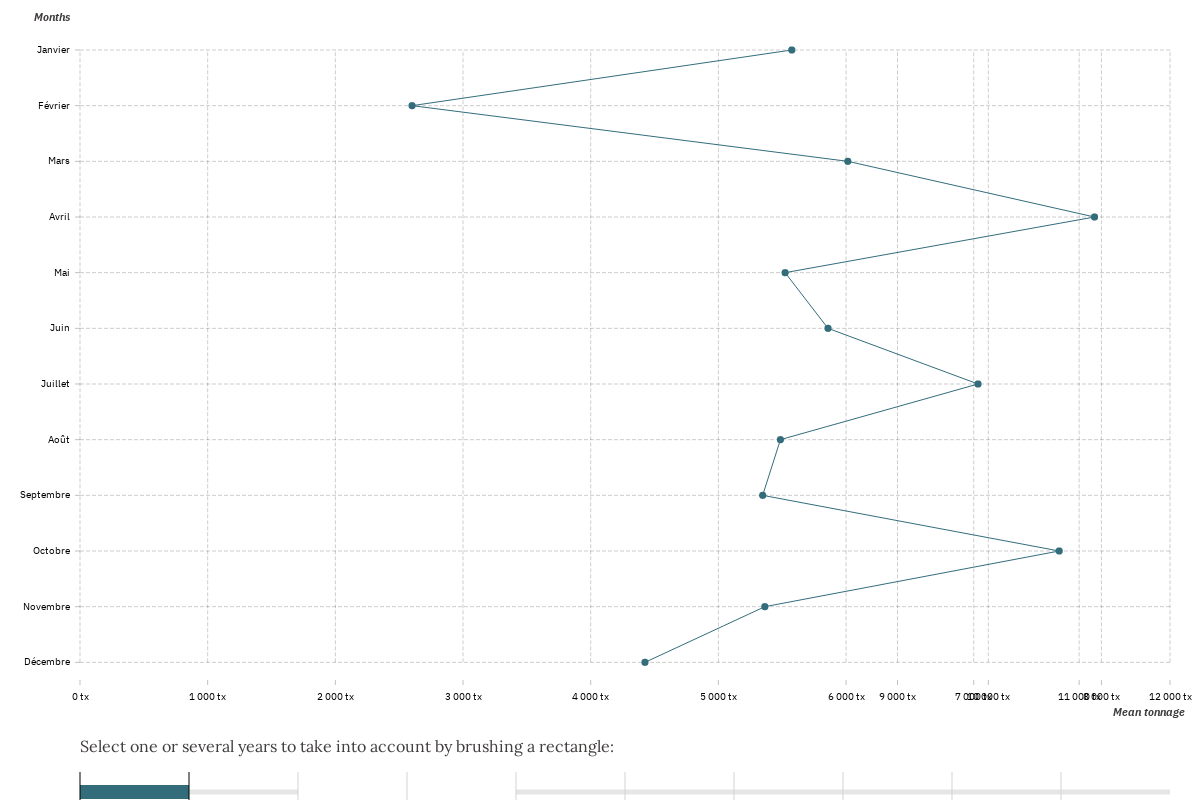 Months
Janvier
Février
Mars
Avril
Mai
Juin
Juillet
Août
Septembre
Octobre
Novembre
Décembre
0 tx 1 000 tx 2 000 tx 3 000 tx 4 000 tx 5 000 tx 6 000 tx 9 000 tx 12 000 tx
Mean tonnage
Select one or several years to take into account by brushing a rectangle: